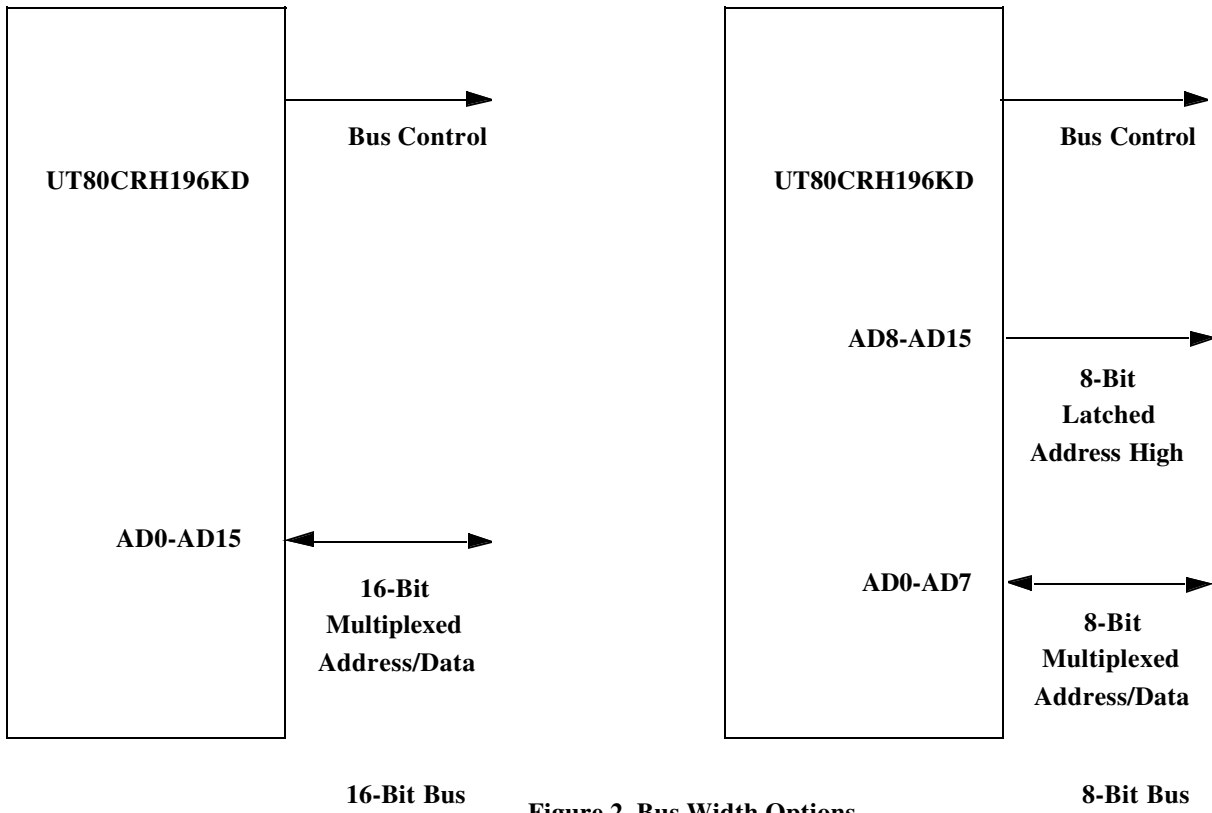 Bus Control
UT80CRH196KD
AD0-AD15
16-Bit
Multiplexed
Address/Data
16-Bit Bus
Bus Control
UT80CRH196KD
AD8-AD15
8-Bit
Latched
Address High
AD0-AD7
8-Bit
Multiplexed
Address/Data
8-Bit Bus
Figure 2. Bus Width Options